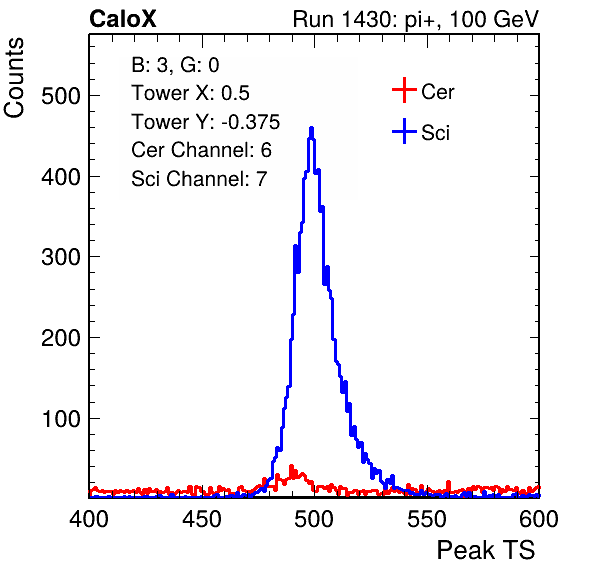 CaloX Run 1430: pi+, 100 GeV
Counts
B: 3, G: 0
Tower X: 0.5
Tower Y: -0.375
Cer Channel: 6
Sci Channel: 7
Cer
Sci
500
400
300
200
100
400 450 500 550 600
Peak TS